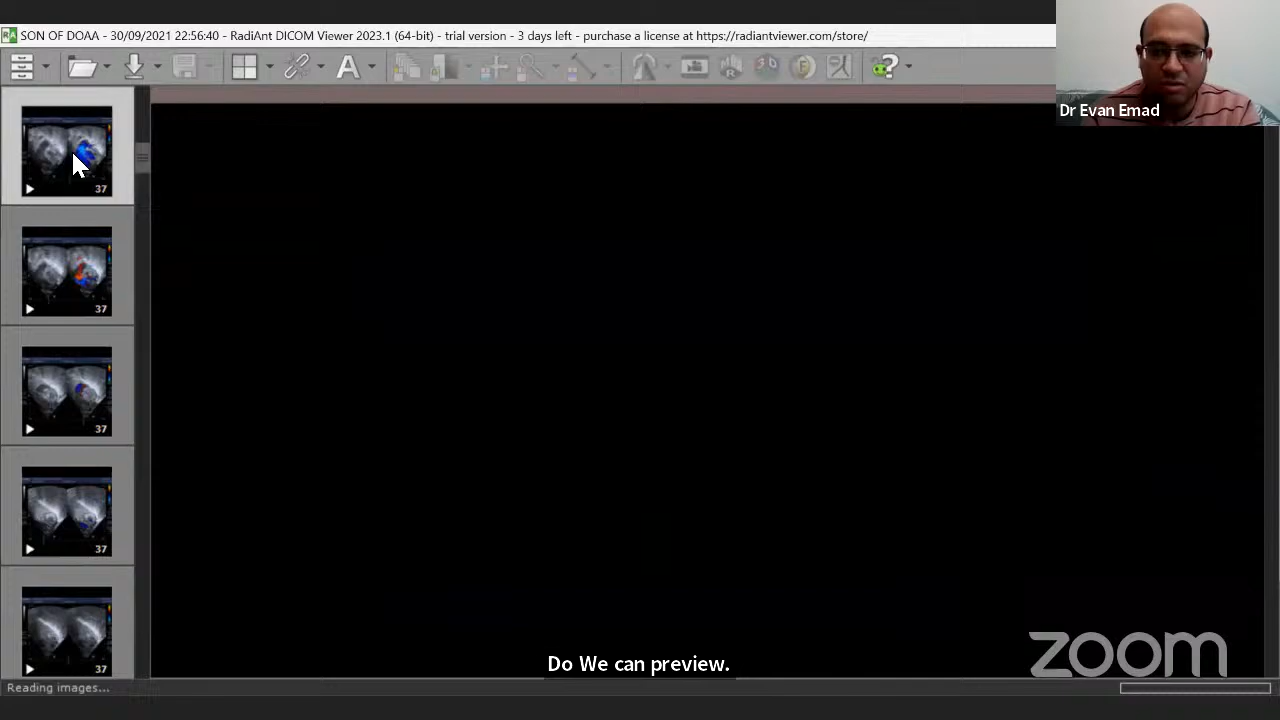 SON OF DOAA - 30/09/2021 22:56:40 - RadiAnt DICOM Viewer 2023.1 (64-bit) - trial version - 3 days left - purchase a license at https://radiantviewer.com/store/
Dr Evan Emad
37
37
37
37
37
Do We can preview.
zoom
Reading images...